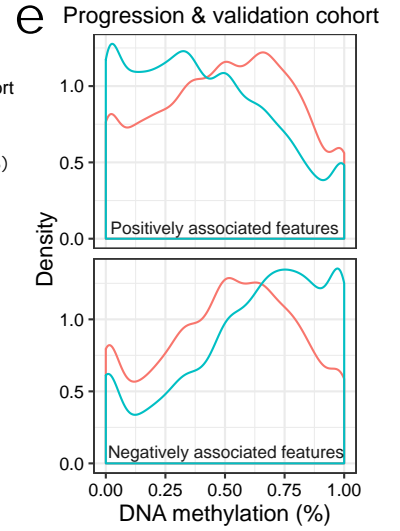 e Progression & validation cohort
ort
)
Density
1.0
0.5
0.0
Positively associated features
1.0
0.5
0.0
Negatively associated features
0.00 0.25 0.50 0.75 1.00
DNA methylation (%)